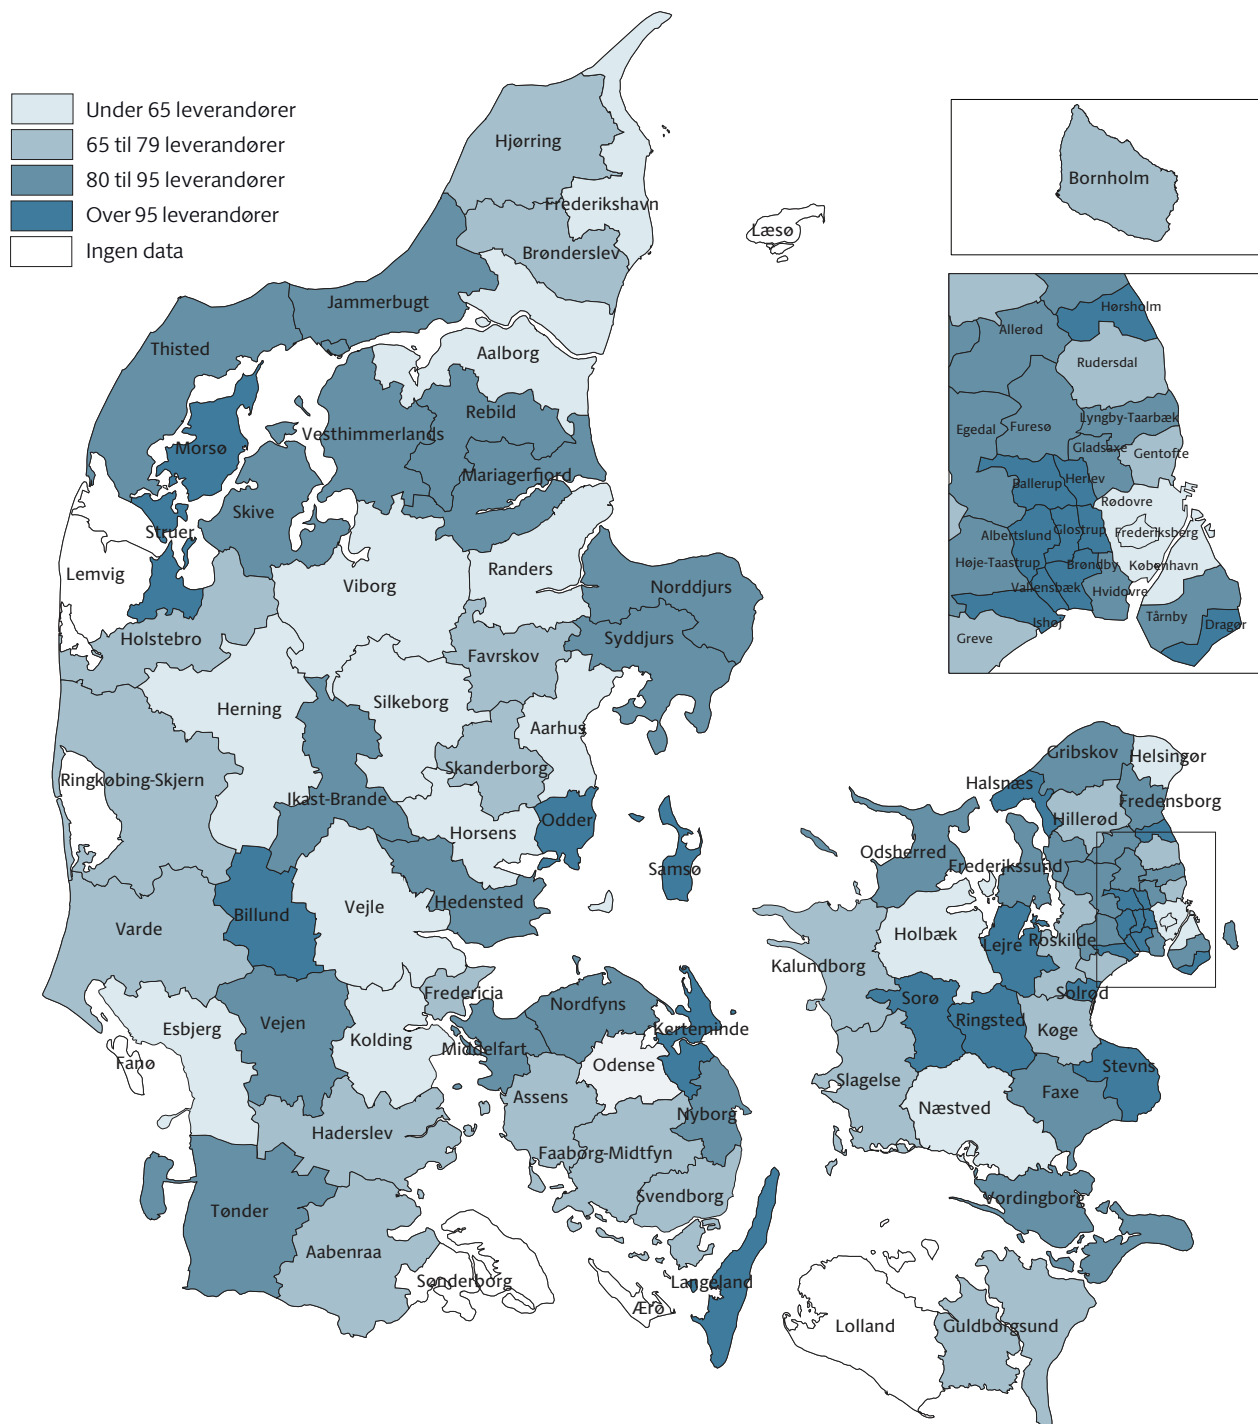 Under 65 leverandører
65 til 79 leverandører
80 til 95 leverandører
Over 95 leverandører
Ingen data
Hjørring
Frederikshavn
Læsø
Brønderslev
Jammerbugt
Thisted
Aalborg
Rebild
Vesthimmerlands
Morsø
Mariagerfjord
Skive
Struer
Lemvig
Viborg
Randers
Norddjurs
Holstebro
Favrskov
Syddjurs
Herning
Silkeborg
Aarhus
Ringkøbing-Skjern
Skanderborg
Ikast-Brande
Horsens
Odder
Samsø
Hedensted
Vejle
Billund
Varde
Fredericia
Nordfyns
Esbjerg
Vejen
Kolding
Middelfart
Kerteminde
Fanø
Odense
Assens
Nyborg
Haderslev
Faaborg-Midtfyn
Svendborg
Tønder
Aabenraa
Sønderborg
Langeland
Ærø
Bornholm
Hørsholm
Allerød
Rudersdal
Lyngby-Taarbæk
Egedal
Furesø
Gladsaxe
Gentofte
Ballerup
Herlev
Rødovre
Albertslund
Glostrup
Frederiksberg
Høje-Taastrup
Brøndby
København
Vallensbæk
Hvidovre
Ishøj
Tårnby
Dragør
Greve
Gribskov
Helsingør
Halsnæs
Fredensborg
Hillerød
Odsherred
Frederikssund
Holbæk
Lejre
Roskilde
Kalundborg
Solrød
Sorø
Ringsted
Køge
Stevns
Slagelse
Faxe
Næstved
Vordingborg
Lolland
Guldborgsund